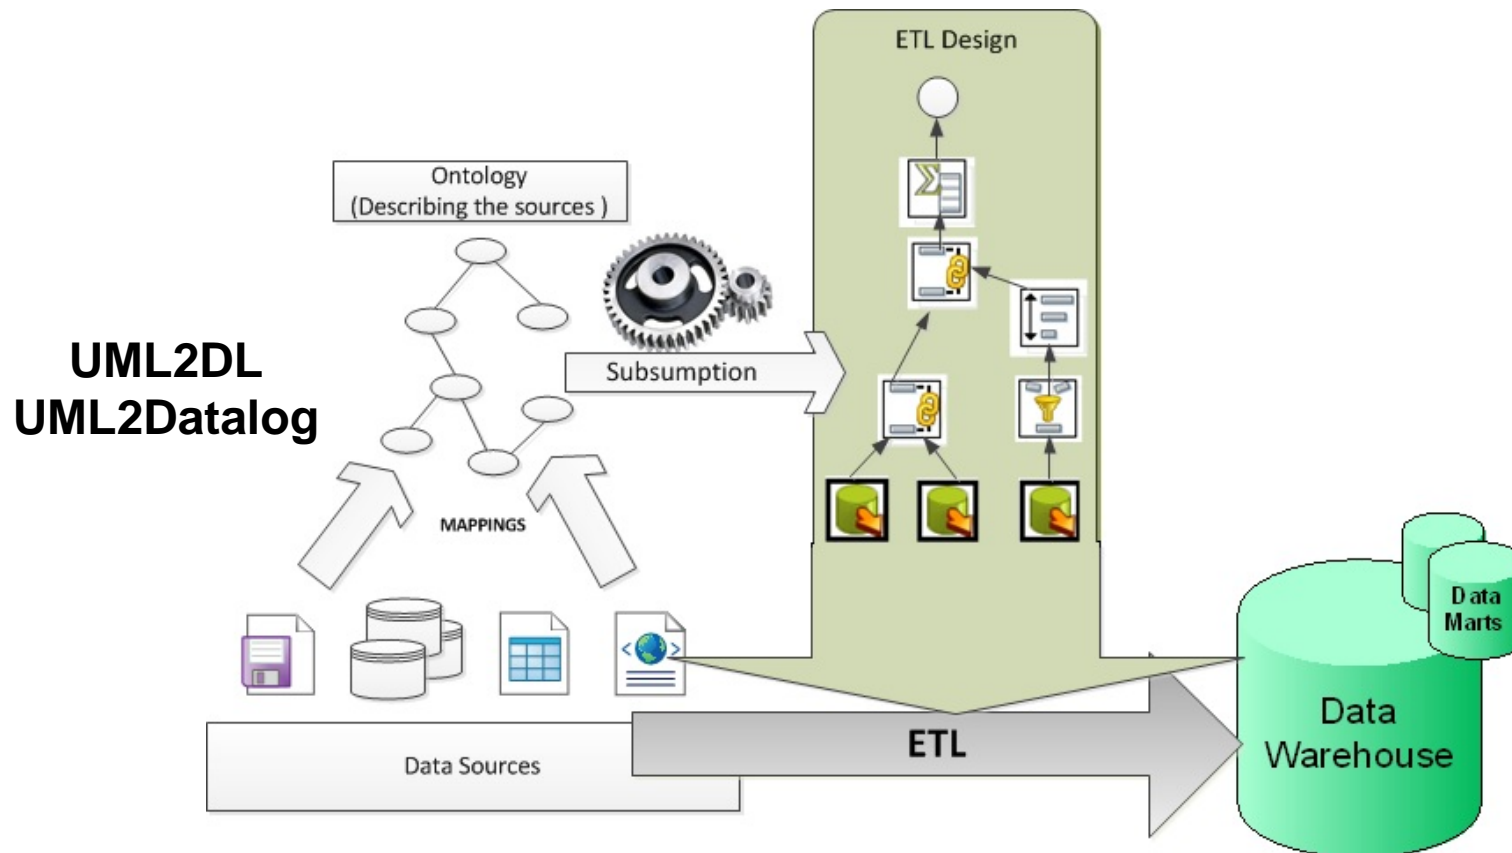 ETL Design
Ontology
(Describing the sources )
Subsumption
UML2DL
UML2Datalog
MAPPINGS
Data
Marts
Data
Warehouse
ETL
Data Sources